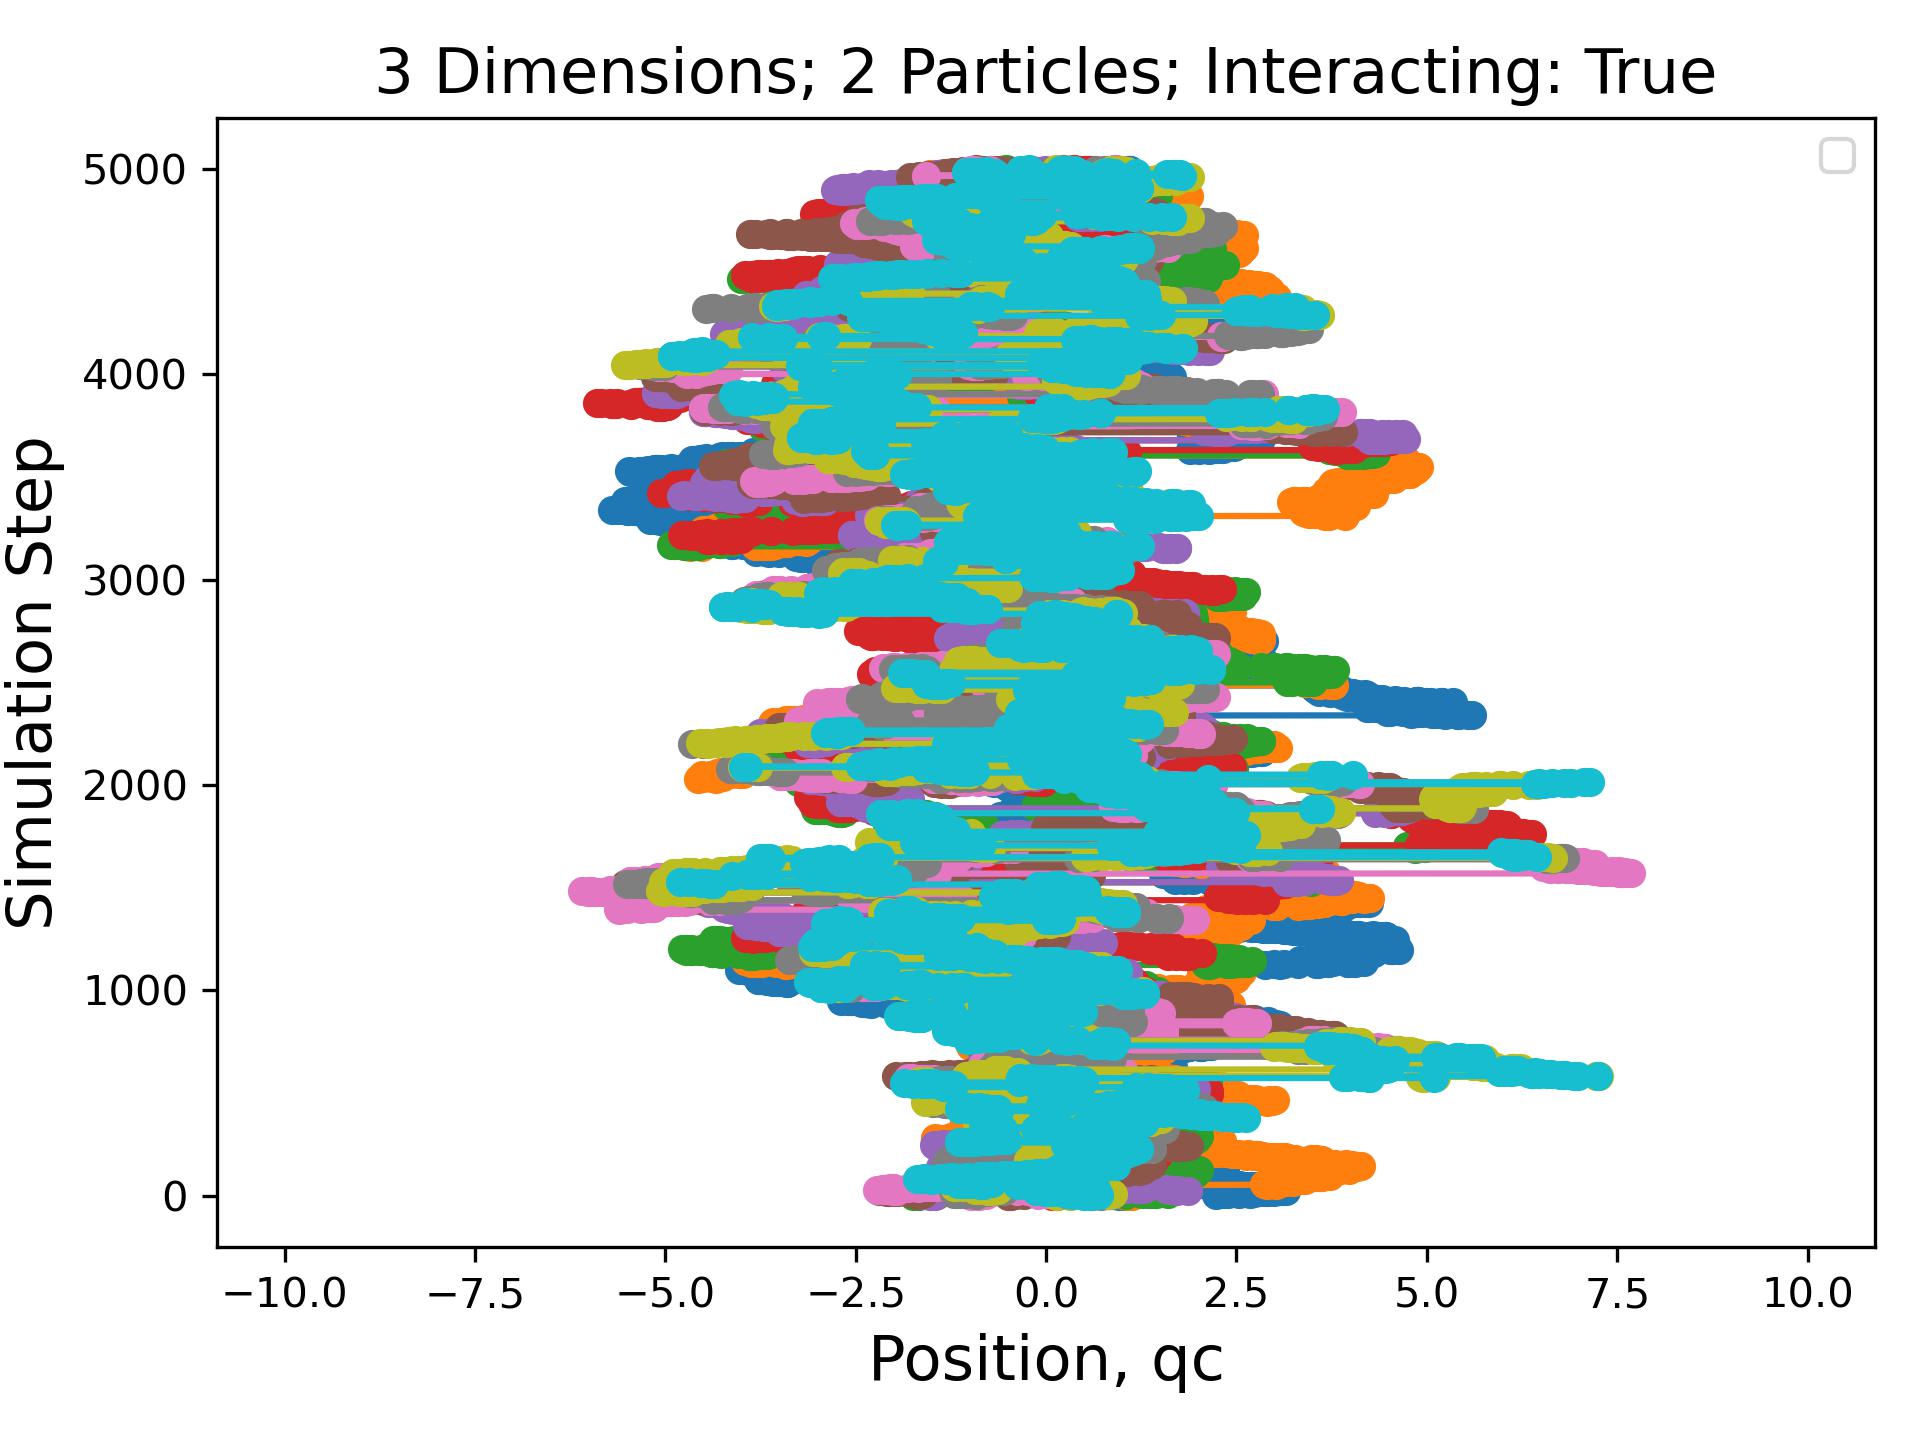 3 Dimensions; 2 Particles; Interacting: True
Simulation Step
5000
4000
3000
2000
1000
0
−10.0 −7.5 −5.0 −2.5 0.0 2.5 5.0 7.5 10.0
Position, qc